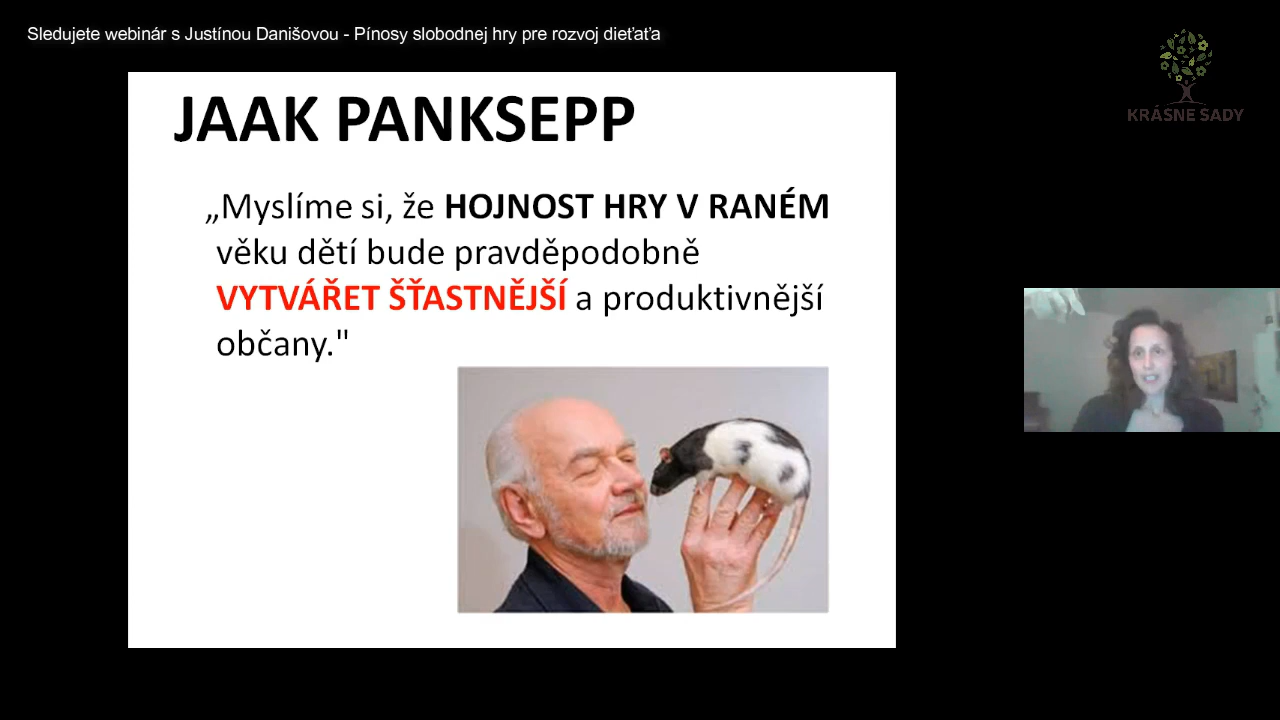 Sledujete webinár s Justínou Danišovou - Pínosy slobodnej hry pre rozvoj dieťaťa
KRÁSNE SADY
JAAK PANKSEPP
„Myslíme si, že HOJNOST HRY V RANÉM
věku dětí bude pravděpodobně
VYTVÁŘET ŠŤASTNĚJŠÍ a produktivnější
občany."